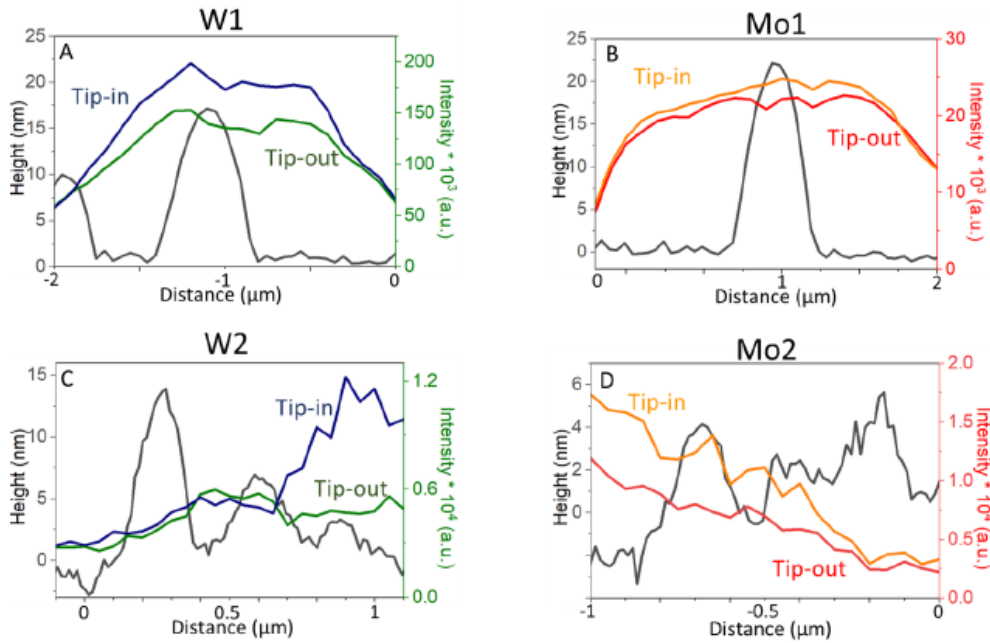 W1
A
Tip-in
Tip-out
Height (nm)
25
20
15
10
5
0
-2
-1
0
Distance (µm)
200
150
100
50
0
Intensity * 10³ (a.u.)
Mo1
B
Tip-in
Tip-out
Height (nm)
25
20
15
10
5
0
0
1
2
Distance (µm)
30
20
10
0
Intensity * 10³ (a.u.)
W2
C
Tip-in
Tip-out
Height (nm)
15
10
5
0
0
0.5
1
Distance (µm)
1.2
0.6
0.0
Intensity * 10⁴ (a.u.)
Mo2
D
Tip-in
Tip-out
Height (nm)
6
4
2
0
-1
-0.5
0
Distance (µm)
2.0
1.5
1.0
0.5
0.0
Intensity * 10⁴ (a.u.)